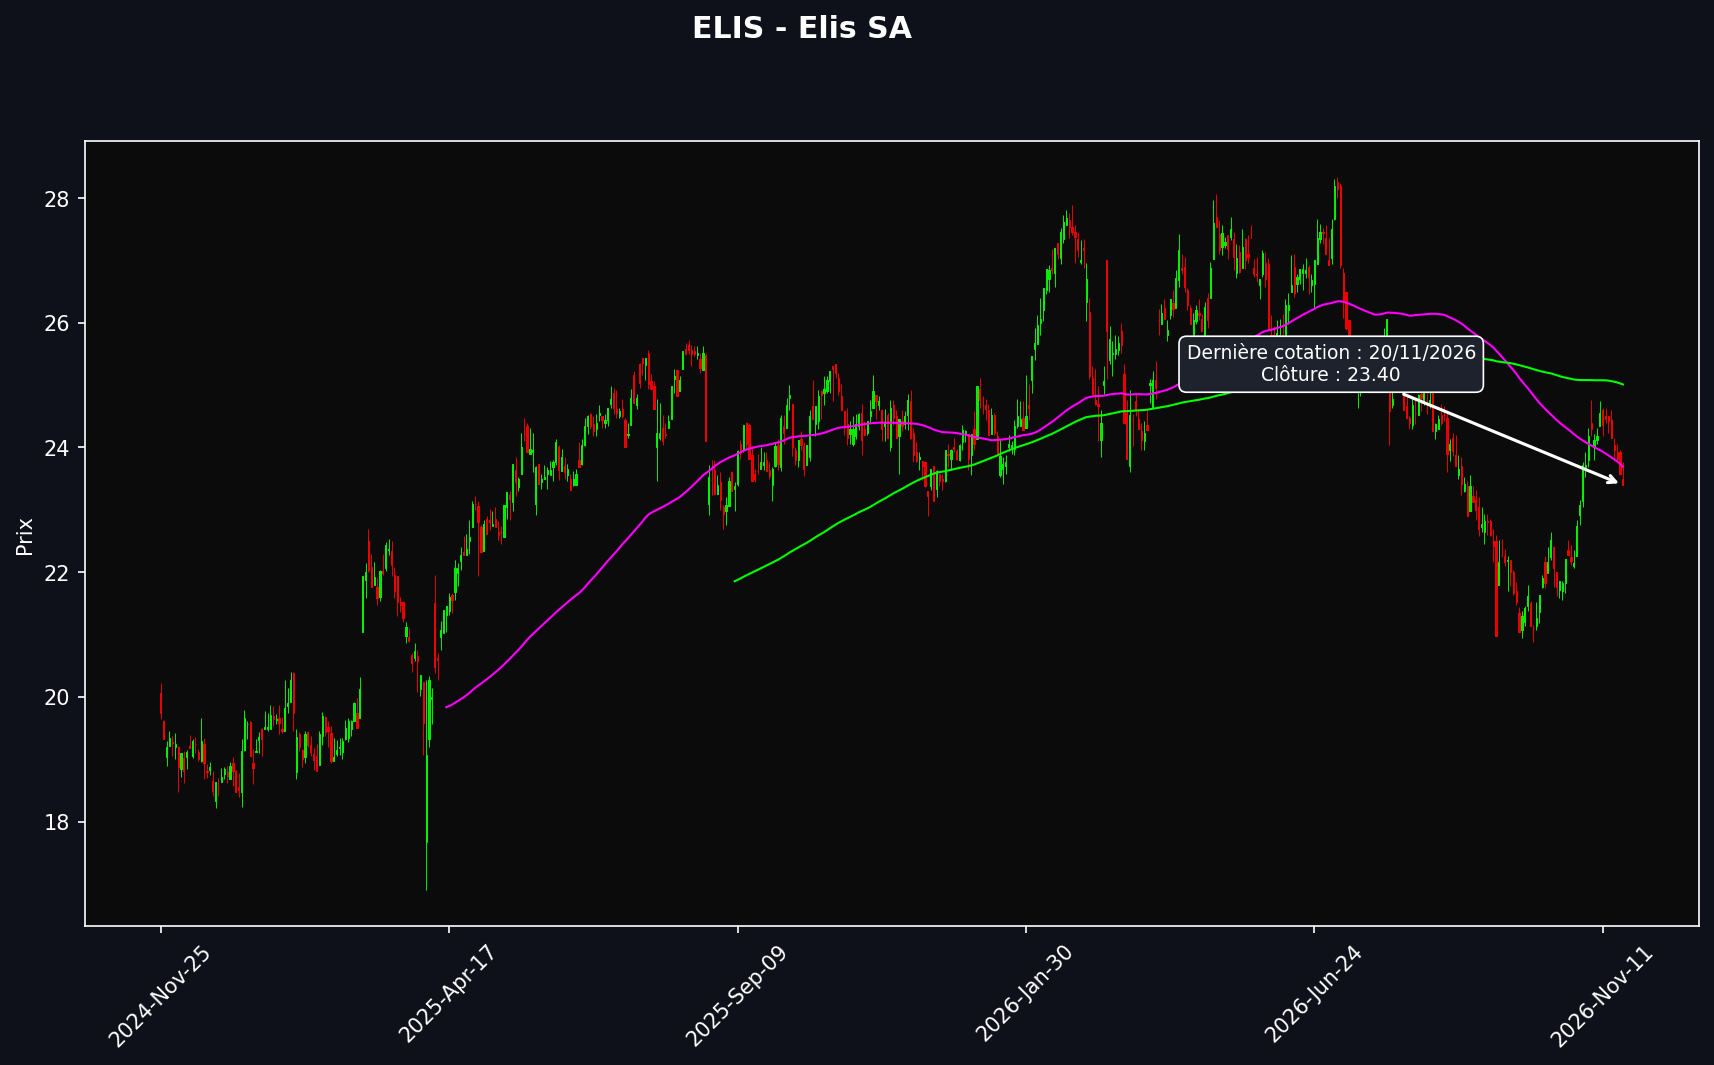 ELIS - Elis SA
Prix
28
26
24
22
20
18
Dernière cotation : 20/11/2026
Clôture : 23.40
2024-Nov-25
2025-Apr-17
2025-Sep-09
2026-Jan-30
2026-Jun-24
2026-Nov-11